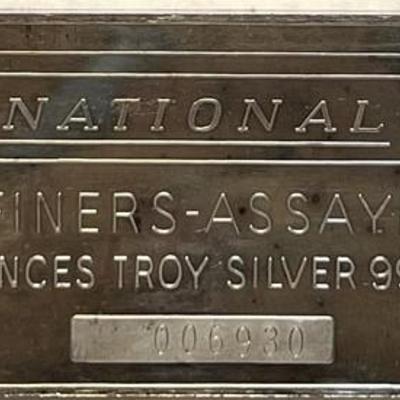 NATIONAL
FINERS-ASSAY
NCES TROY SILVER 99
006930